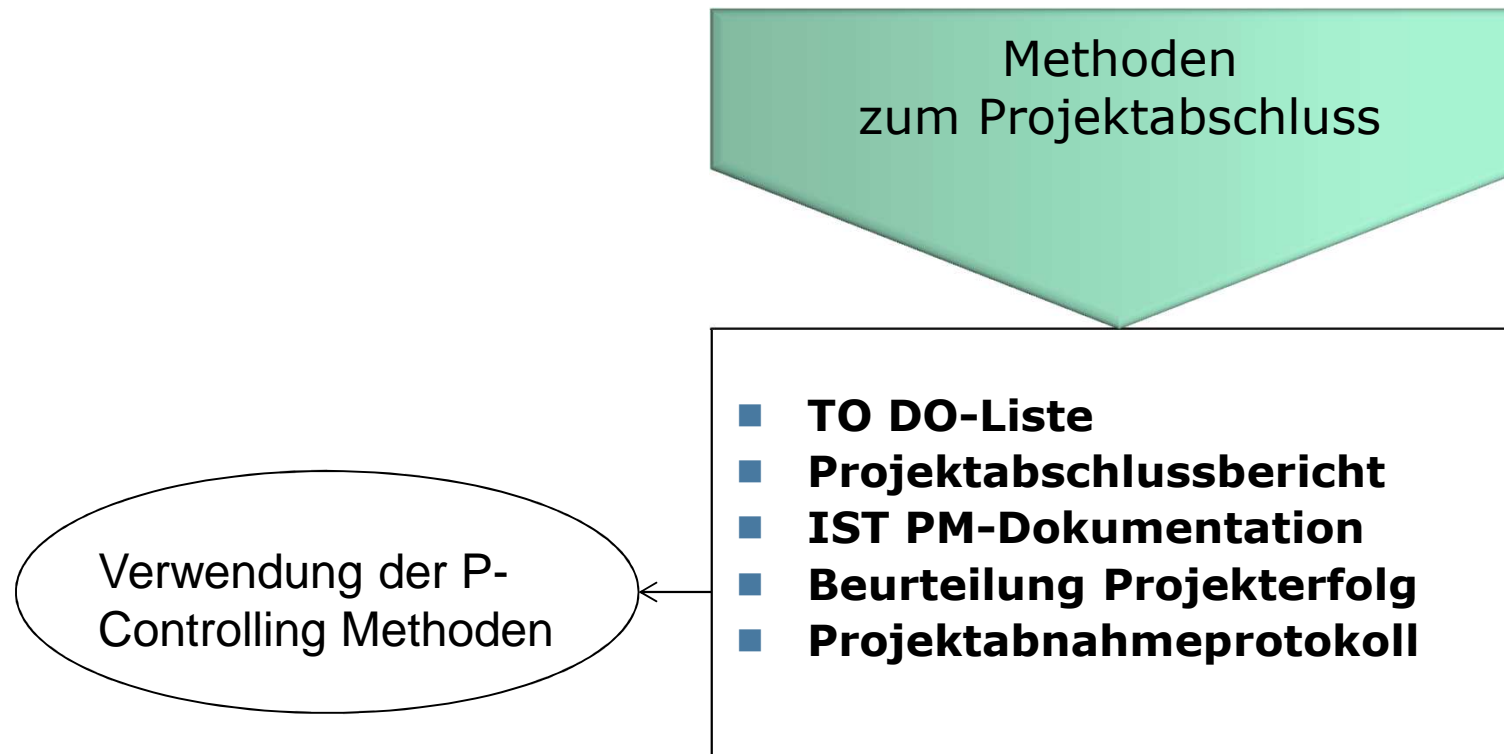 Methoden
zum Projektabschluss
TO DO-Liste
Projektabschlussbericht
IST PM-Dokumentation
Beurteilung Projekterfolg
Projektabnahmeprotokoll
Verwendung der P-
Controlling Methoden